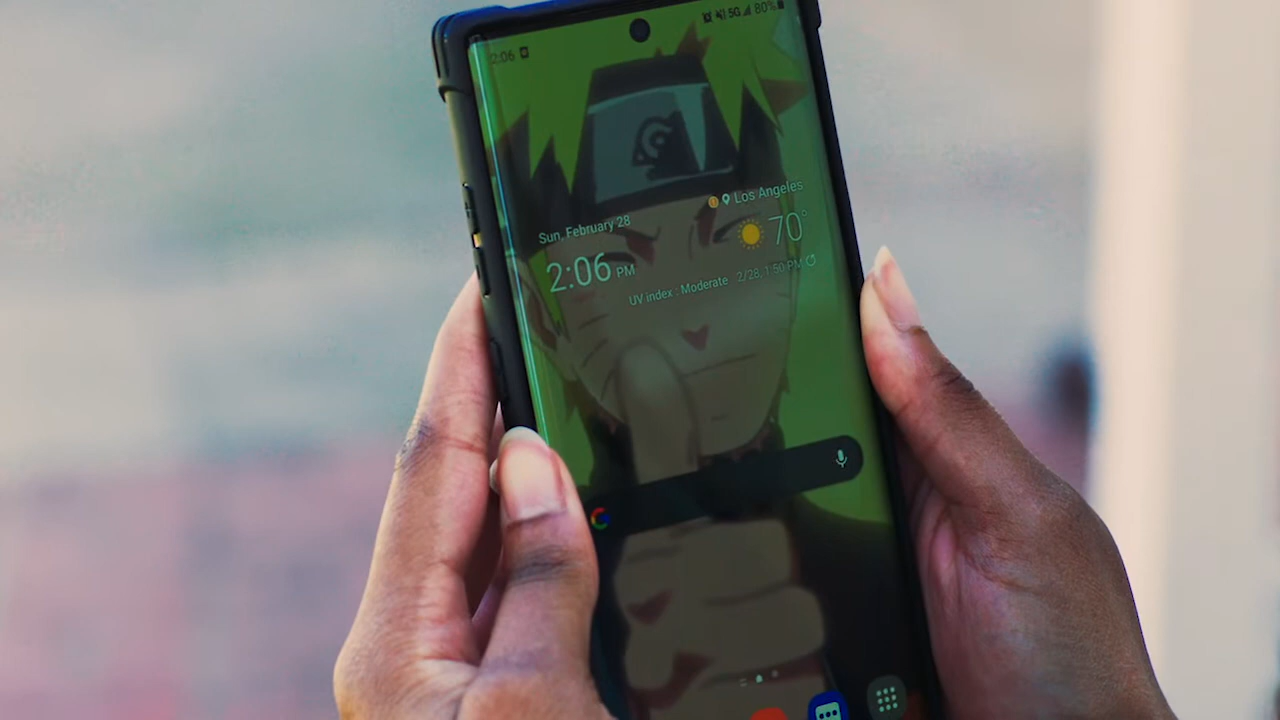 5G 80%
2:06
Los Angeles
Sun, February 28
70°
2:06 PM
UV index : Moderate 2/28, 1:50 PM
G